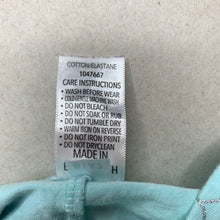 COTTON/ELASTANE
1047667
CARE INSTRUCTIONS
• WASH BEFORE WEAR
• COLD GENTLE MACHINE WASH
• DO NOT BLEACH
• DO NOT SOAK OR RUB
• DO NOT TUMBLE DRY
• WARM IRON ON REVERSE
• DO NOT IRON PRINT
• DO NOT DRYCLEAN
MADE IN
H